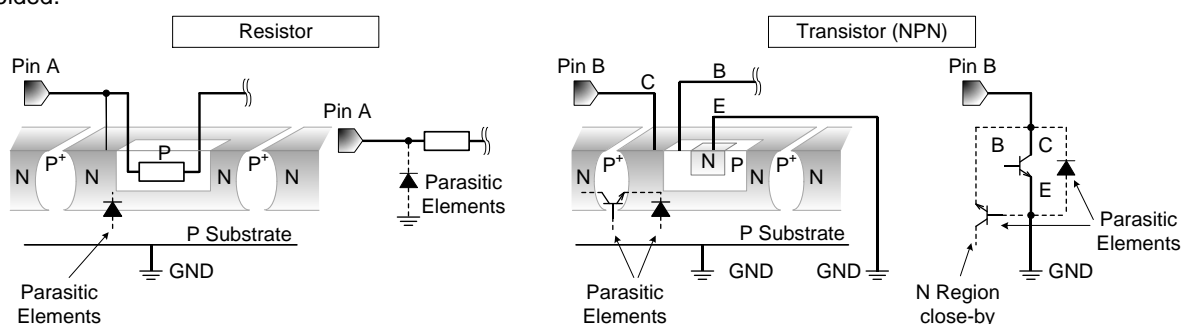 Resistor
Transistor (NPN)
Pin A
Pin A
N
P+
N
P
N
P+
N
Parasitic
Elements
P Substrate
GND
Parasitic
Elements
Pin B
C
B
E
N
P+
N
P
N
P+
N
P Substrate
GND
GND
Parasitic
Elements
Pin B
B
C
E
Parasitic
Elements
GND
N Region
close-by